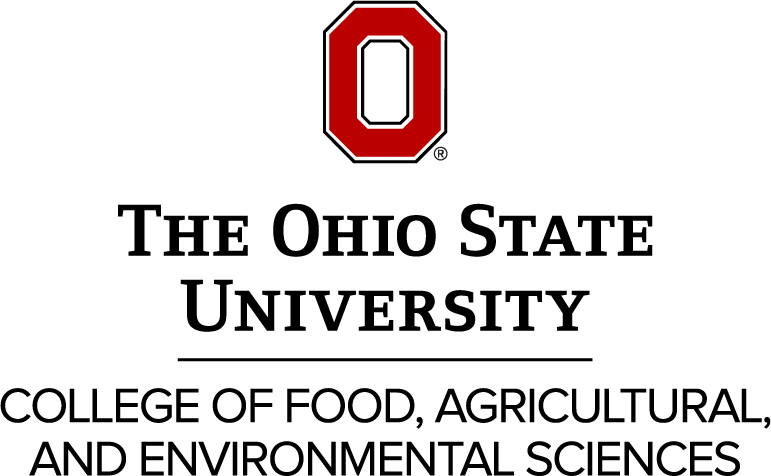 O
®
THE OHIO STATE
UNIVERSITY
COLLEGE OF FOOD, AGRICULTURAL,
AND ENVIRONMENTAL SCIENCES